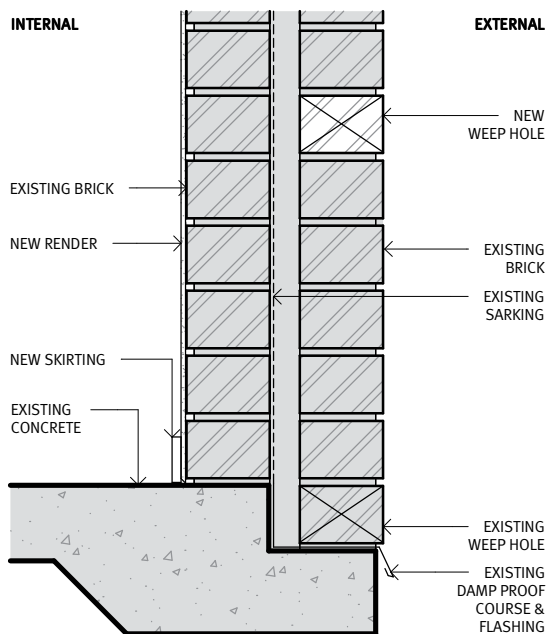 INTERNAL
EXTERNAL
NEW
WEEP HOLE
EXISTING BRICK
NEW RENDER
EXISTING
BRICK
EXISTING
SARKING
NEW SKIRTING
EXISTING
CONCRETE
EXISTING
WEEP HOLE
EXISTING
DAMP PROOF
COURSE &
FLASHING